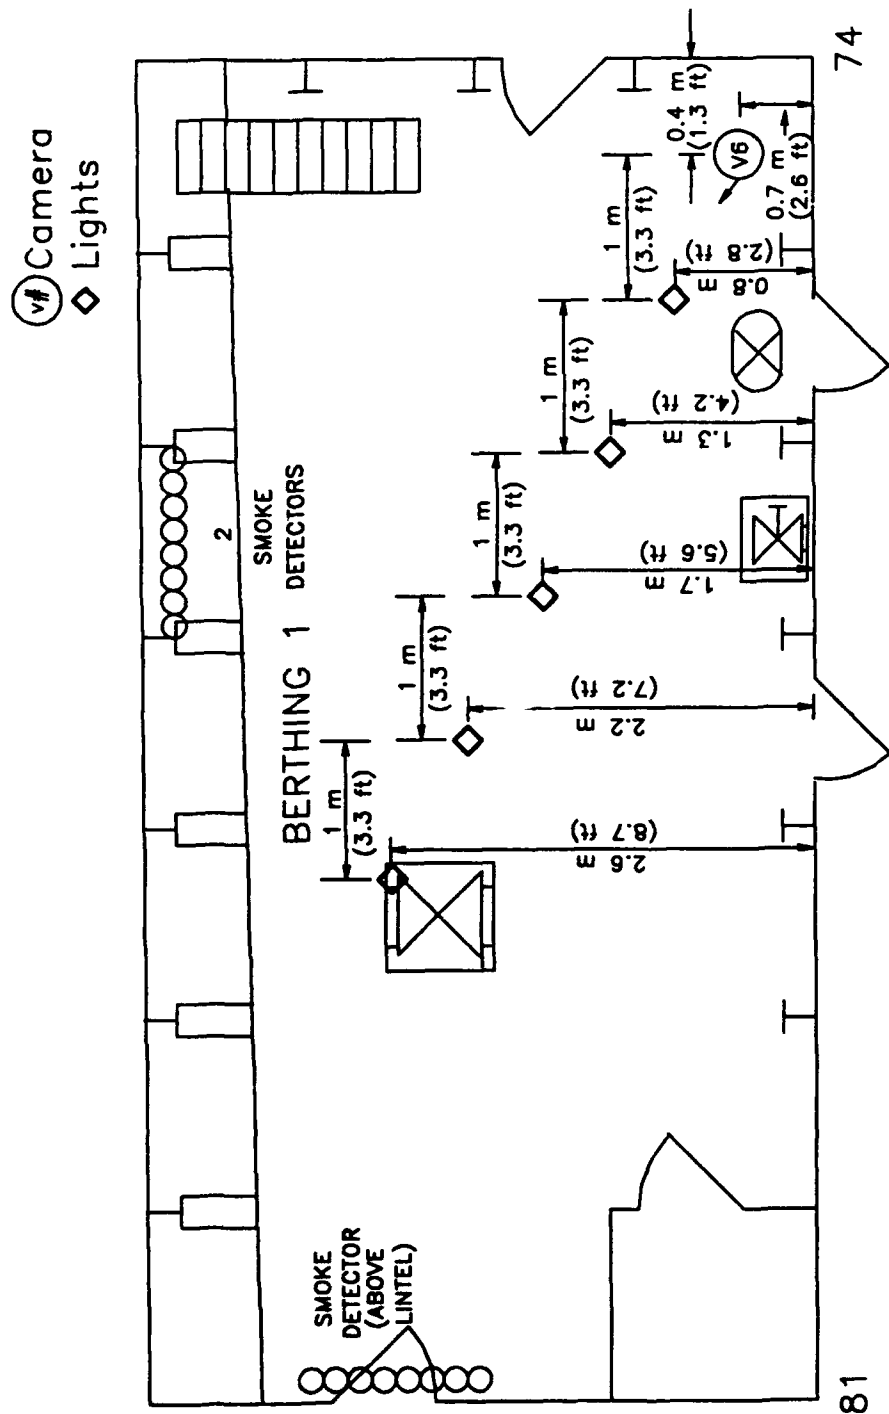 v# Camera
Lights
74
0.4 m
(1.3 ft)
V6
0.7 m
(2.6 ft)
1 m
(3.3 ft)
0.8 m
(2.8 ft)
1 m
(3.3 ft)
1.3 m
(4.2 ft)
1 m
(3.3 ft)
1.7 m
(5.6 ft)
1 m
(3.3 ft)
2.2 m
(7.2 ft)
1 m
(3.3 ft)
2.6 m
(8.7 ft)
2
SMOKE
DETECTORS
BERTHING 1
SMOKE
DETECTOR
(ABOVE
LINTEL)
81